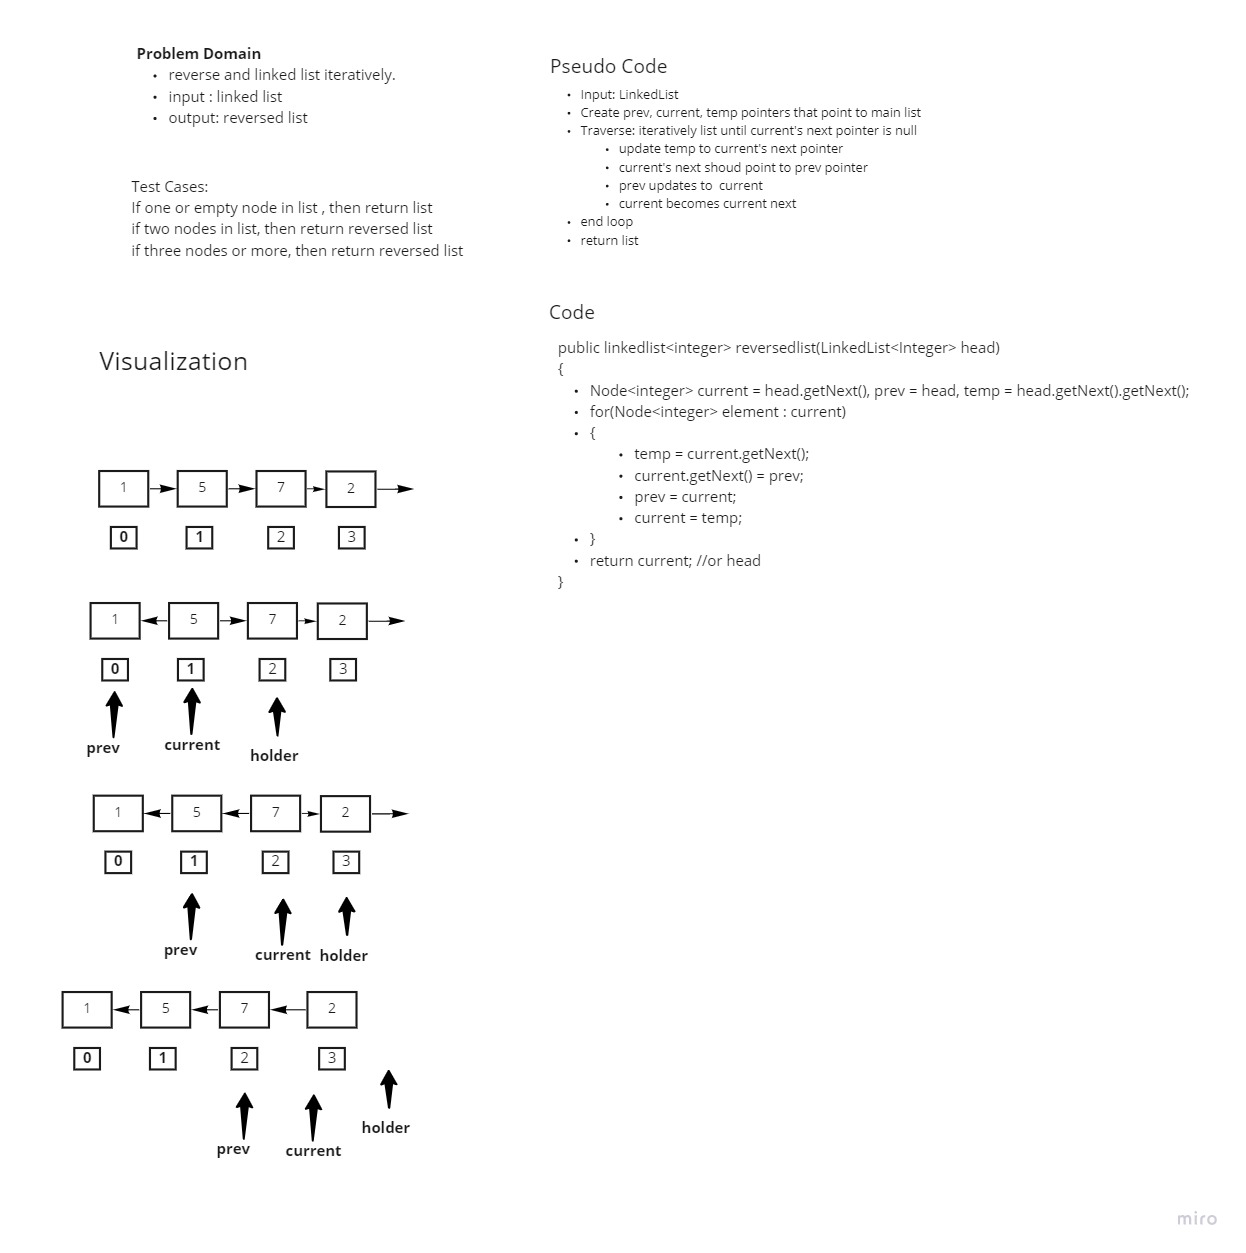 Problem Domain
• reverse and linked list iteratively.
• input : linked list
• output: reversed list
Test Cases:
If one or empty node in list , then return list
if two nodes in list, then return reversed list
if three nodes or more, then return reversed list
Pseudo Code
• Input: LinkedList
• Create prev, current, temp pointers that point to main list
• Traverse: iteratively list until current's next pointer is null
• update temp to current's next pointer
• current's next shoud point to prev pointer
• prev updates to  current
• current becomes current next
• end loop
• return list
Code
public linkedlist<integer> reversedlist(LinkedList<Integer> head)
{
• Node<integer> current = head.getNext(), prev = head, temp = head.getNext().getNext();
• for(Node<integer> element : current)
• {
• temp = current.getNext();
• current.getNext() = prev;
• prev = current;
• current = temp;
• }
• return current; //or head
}
Visualization
1 5 7 2
0 1 2 3
1 5 7 2
0 1 2 3
prev current holder
1 5 7 2
0 1 2 3
prev current holder
1 5 7 2
0 1 2 3
holder
prev current
miro